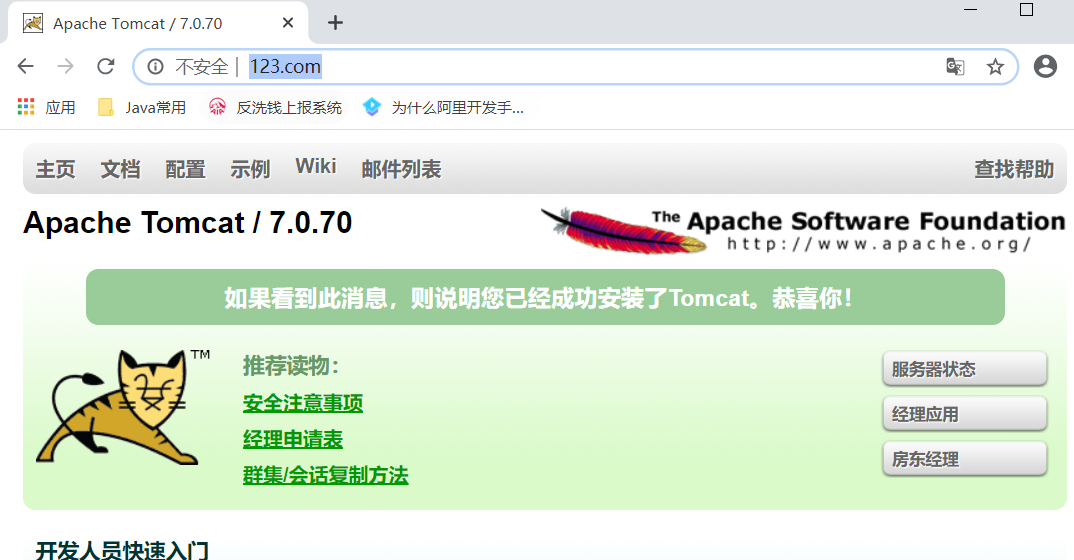 Apache Tomcat / 7.0.70
不安全 | 123.com
应用 Java常用 反洗钱上报系统 为什么阿里开发手...
主页 文档 配置 示例 Wiki 邮件列表 查找帮助
Apache Tomcat / 7.0.70
The Apache Software Foundation
http://www.apache.org/
如果看到此消息，则说明您已经成功安装了Tomcat。恭喜你！
TM
推荐读物：
安全注意事项
经理申请表
群集/会话复制方法
服务器状态
经理应用
房东经理
开发人员快速入门